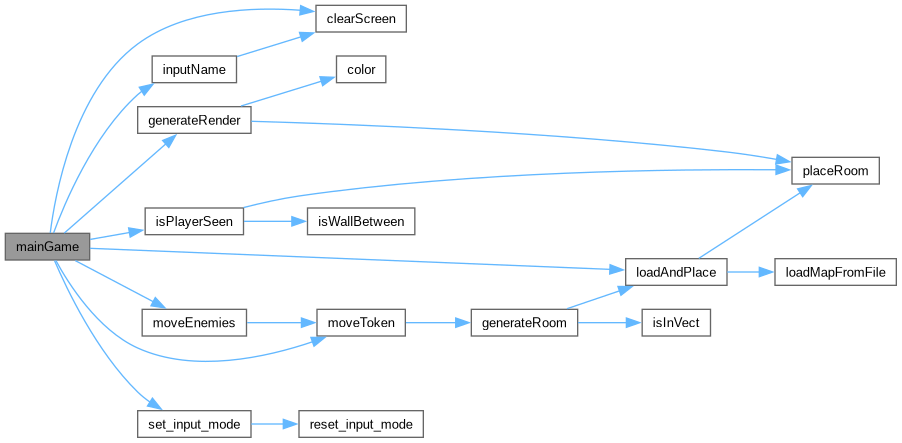 clearScreen
inputName
color
generateRender
placeRoom
isPlayerSeen
isWallBetween
mainGame
loadAndPlace
loadMapFromFile
moveEnemies
moveToken
generateRoom
isInVect
set_input_mode
reset_input_mode